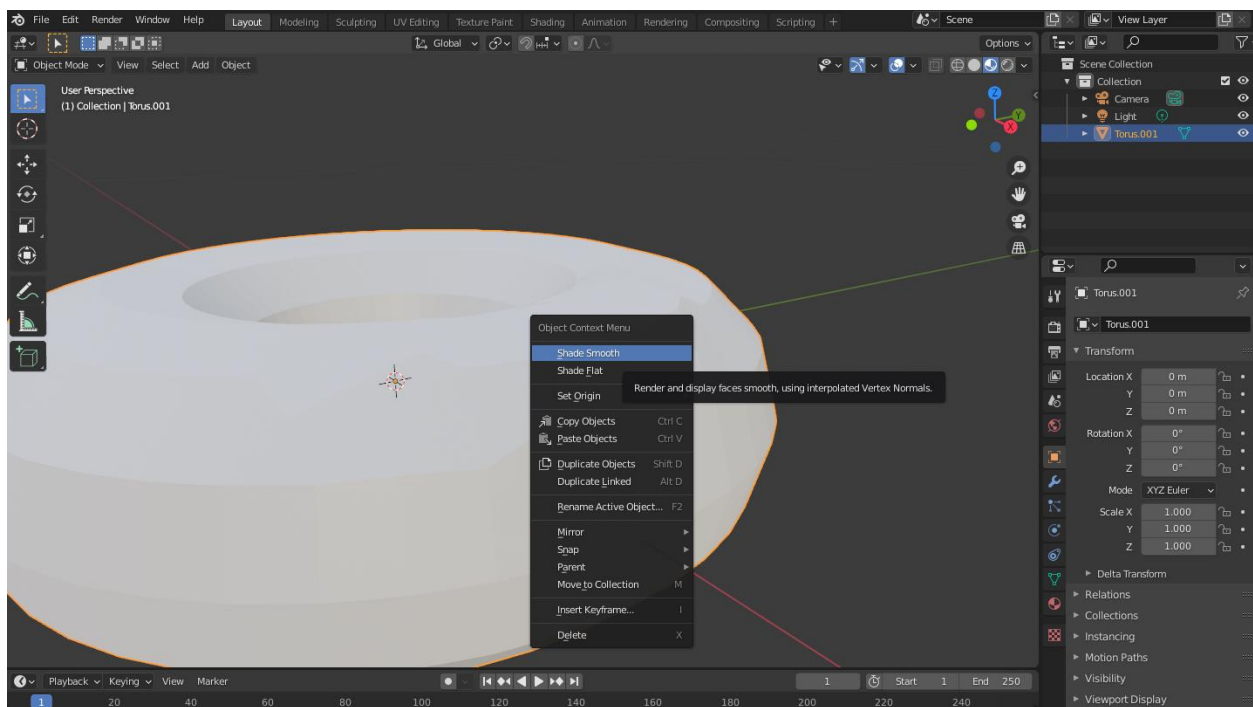 File Edit Render Window Help Layout Modeling Sculpting UV Editing Texture Paint Shading Animation Rendering Compositing Scripting + Scene View Layer
Global Options
Object Mode View Select Add Object
User Perspective
(1) Collection | Torus.001
Z
Y
X
Scene Collection
Collection
Camera
Light
Torus.001
Object Context Menu
Shade Smooth
Shade Flat
Render and display faces smooth, using interpolated Vertex Normals.
Set Origin
Copy Objects Ctrl C
Paste Objects Ctrl V
Duplicate Objects Shift D
Duplicate Linked Alt D
Rename Active Object... F2
Mirror
Snap
Parent
Move to Collection M
Insert Keyframe... I
Delete X
Torus.001
Torus.001
Transform
Location X 0 m
Y 0 m
Z 0 m
Rotation X 0°
Y 0°
Z 0°
Mode XYZ Euler
Scale X 1.000
Y 1.000
Z 1.000
Delta Transform
Relations
Collections
Instancing
Motion Paths
Visibility
Viewport Display
Playback Keying View Marker 1 Start 1 End 250
1 20 40 60 80 100 120 140 160 180 200 220 240